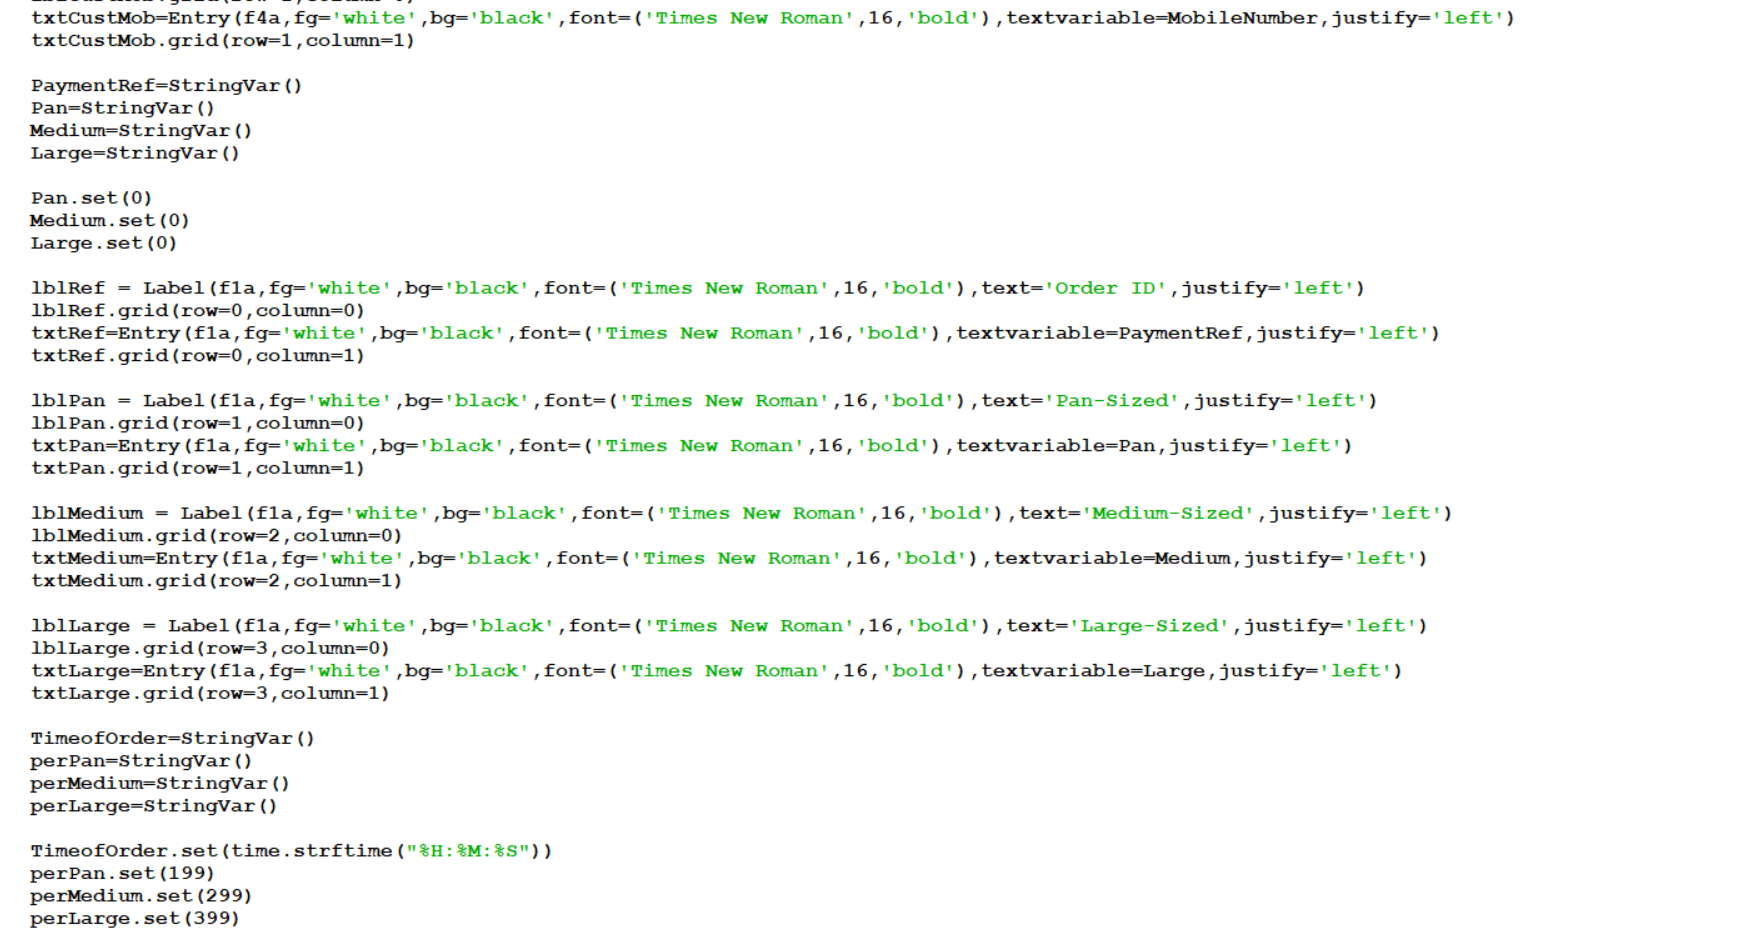 txtCustMob=Entry(f4a,fg='white',bg='black',font=('Times New Roman',16,'bold'),textvariable=MobileNumber,justify='left')
txtCustMob.grid(row=1,column=1)
PaymentRef=StringVar()
Pan=StringVar()
Medium=StringVar()
Large=StringVar()
Pan.set(0)
Medium.set(0)
Large.set(0)
lblRef = Label(f1a,fg='white',bg='black',font=('Times New Roman',16,'bold'),text='Order ID',justify='left')
lblRef.grid(row=0,column=0)
txtRef=Entry(f1a,fg='white',bg='black',font=('Times New Roman',16,'bold'),textvariable=PaymentRef,justify='left')
txtRef.grid(row=0,column=1)
lblPan = Label(f1a,fg='white',bg='black',font=('Times New Roman',16,'bold'),text='Pan-Sized',justify='left')
lblPan.grid(row=1,column=0)
txtPan=Entry(f1a,fg='white',bg='black',font=('Times New Roman',16,'bold'),textvariable=Pan,justify='left')
txtPan.grid(row=1,column=1)
lblMedium = Label(f1a,fg='white',bg='black',font=('Times New Roman',16,'bold'),text='Medium-Sized',justify='left')
lblMedium.grid(row=2,column=0)
txtMedium=Entry(f1a,fg='white',bg='black',font=('Times New Roman',16,'bold'),textvariable=Medium,justify='left')
txtMedium.grid(row=2,column=1)
lblLarge = Label(f1a,fg='white',bg='black',font=('Times New Roman',16,'bold'),text='Large-Sized',justify='left')
lblLarge.grid(row=3,column=0)
txtLarge=Entry(f1a,fg='white',bg='black',font=('Times New Roman',16,'bold'),textvariable=Large,justify='left')
txtLarge.grid(row=3,column=1)
TimeofOrder=StringVar()
perPan=StringVar()
perMedium=StringVar()
perLarge=StringVar()
TimeofOrder.set(time.strftime("%H:%M:%S"))
perPan.set(199)
perMedium.set(299)
perLarge.set(399)